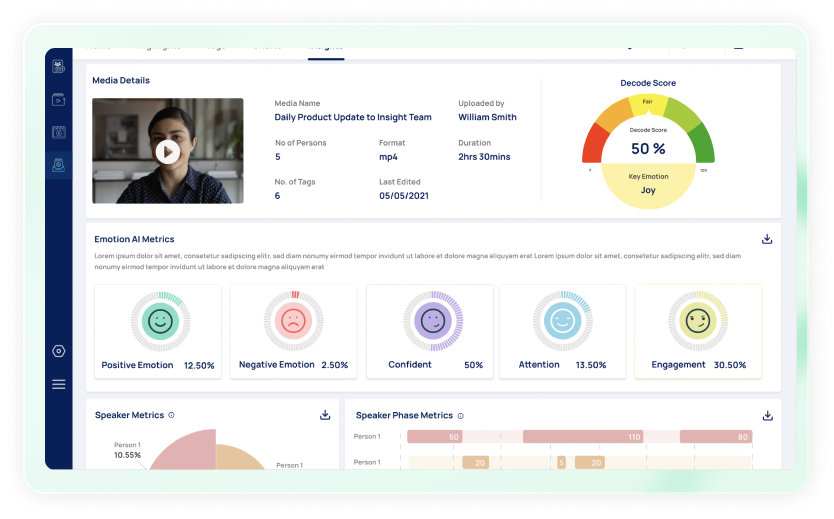 Insights
Media Details
Decode Score
Media Name
Uploaded by
Daily Product Update to Insight Team
William Smith
No of Persons
Format
Duration
5
mp4
2hrs 30mins
No. of Tags
Last Edited
6
05/05/2021
Fair
Decode Score
50 %
0
100
Key Emotion
Joy
Emotion AI Metrics
Lorem ipsum dolor sit amet, consetetur sadipscing elitr, sed diam nonumy eirmod tempor invidunt ut labore et dolore magna aliquyam erat Lorem ipsum dolor sit amet, consetetur sadipscing elitr, sed diam
nonumy eirmod tempor invidunt ut labore et dolore magna aliquyam erat
Positive Emotion 12.50%
Negative Emotion 2.50%
Confident 50%
Attention 13.50%
Engagement 30.50%
Speaker Metrics
Person 1
10.55%
Person 1
Speaker Phase Metrics
Person 1 50 110 80
Person 1 20 5 20